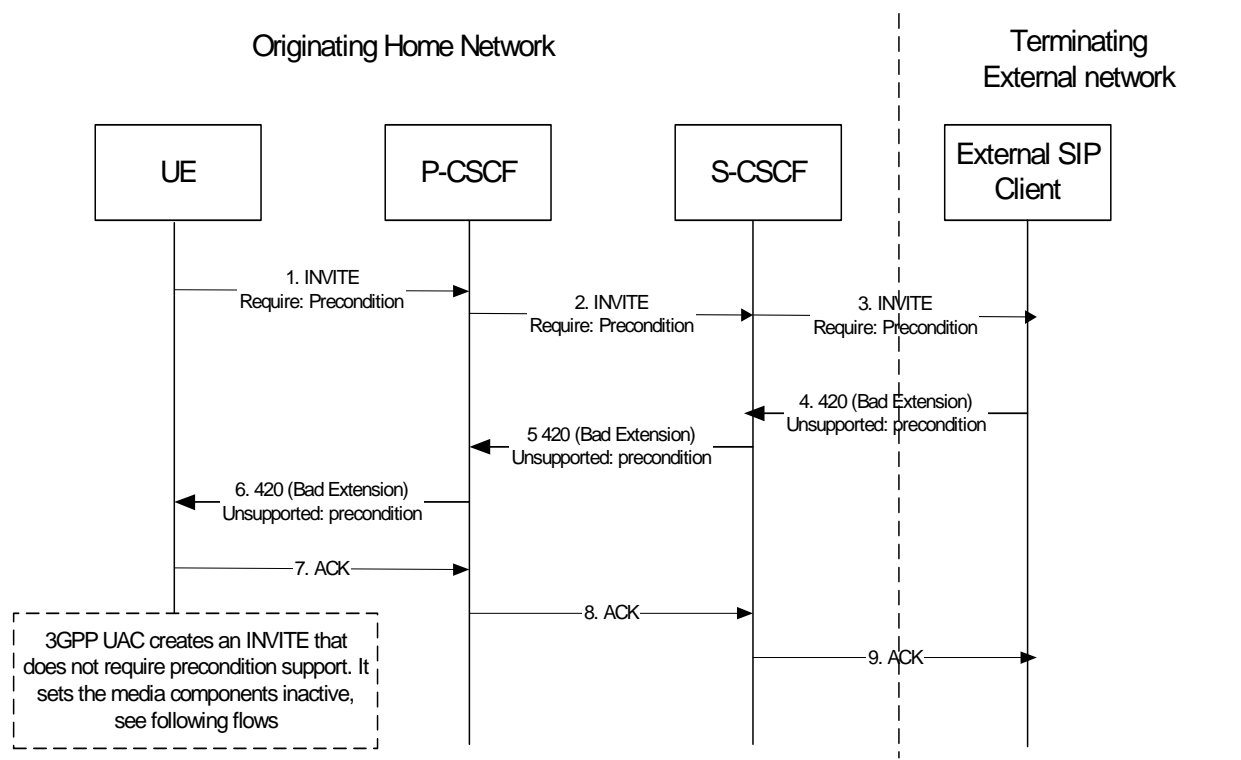 Originating Home Network
Terminating
External network
UE
P-CSCF
S-CSCF
External SIP
Client
1. INVITE
Require: Precondition
2. INVITE
Require: Precondition
3. INVITE
Require: Precondition
4. 420 (Bad Extension)
Unsupported: precondition
5 420 (Bad Extension)
Unsupported: precondition
6. 420 (Bad Extension)
Unsupported: precondition
7. ACK
8. ACK
9. ACK
3GPP UAC creates an INVITE that
does not require precondition support. It
sets the media components inactive,
see following flows